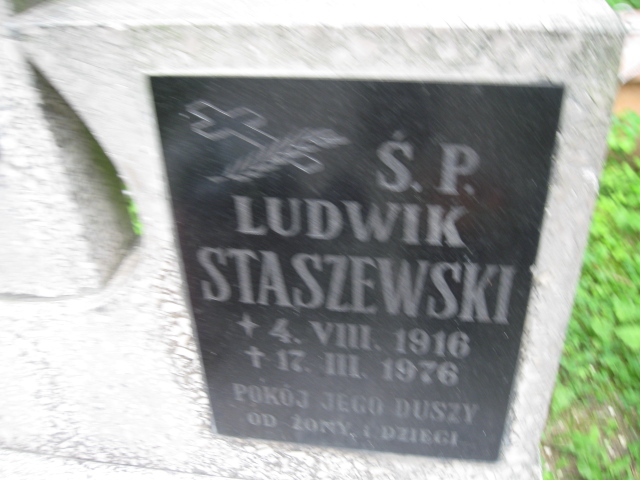 Ś. P.
LUDWIK
STASZEWSKI
+ 4. VIII. 1916
+ 17. III. 1976
POKÓJ JEGO DUSZY
OD ŻONY, I DZIECI